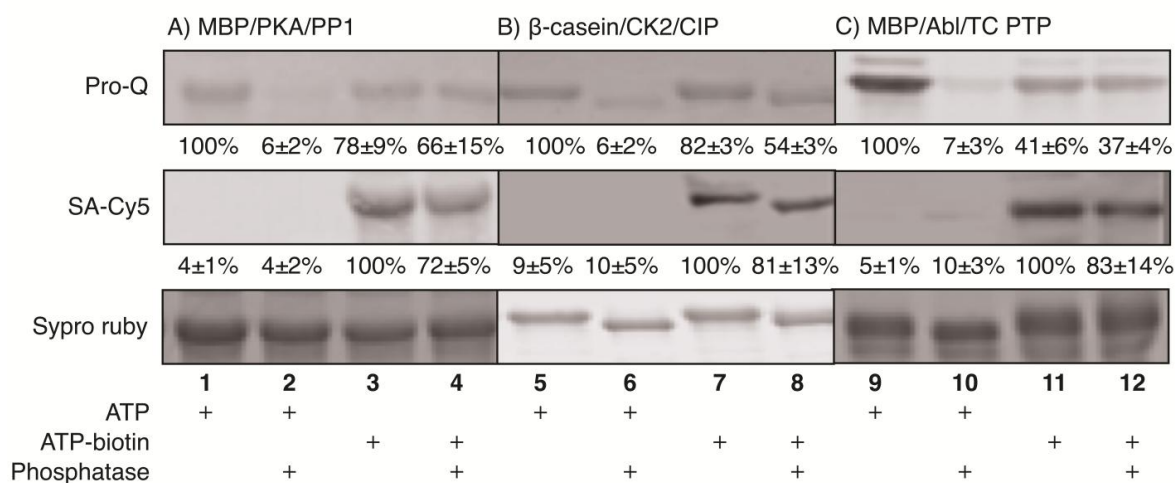 A) MBP/PKA/PP1 B) β-casein/CK2/CIP C) MBP/Abl/TC PTP
Pro-Q
100% 6±2% 78±9% 66±15% 100% 6±2% 82±3% 54±3% 100% 7±3% 41±6% 37±4%
SA-Cy5
4±1% 4±2% 100% 72±5% 9±5% 10±5% 100% 81±13% 5±1% 10±3% 100% 83±14%
Sypro ruby
1 2 3 4 5 6 7 8 9 10 11 12
ATP + + + + + +
ATP-biotin + + + + + +
Phosphatase + + + + + +